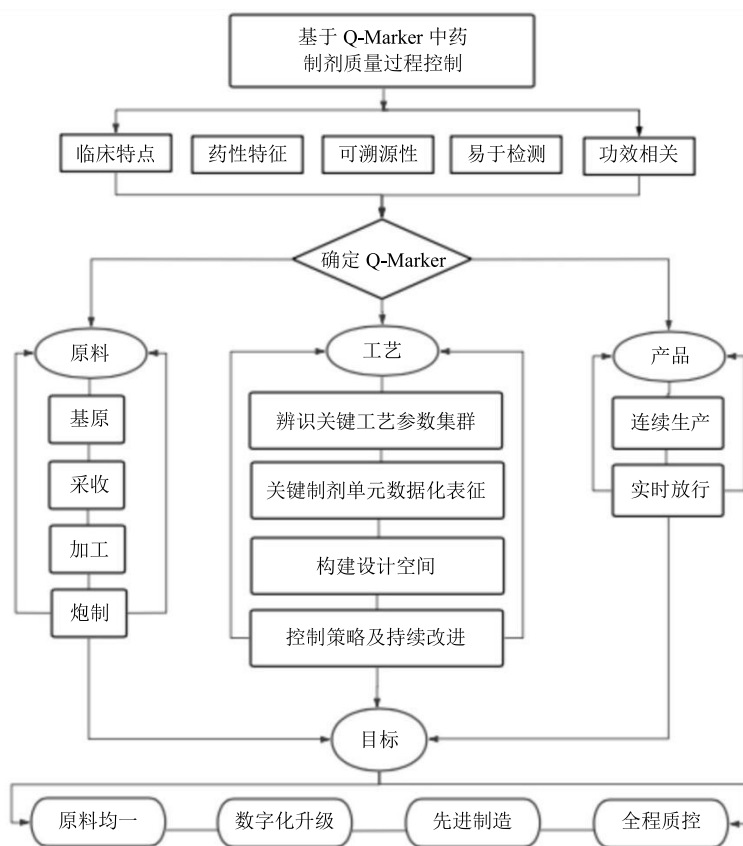 基于 Q-Marker 中药
制剂质量过程控制
临床特点
药性特征
可溯源性
易于检测
功效相关
确定 Q-Marker
原料
工艺
产品
基原
采收
加工
炮制
辨识关键工艺参数集群
关键制剂单元数据化表征
构建设计空间
控制策略及持续改进
连续生产
实时放行
目标
原料均一
数字化升级
先进制造
全程质控